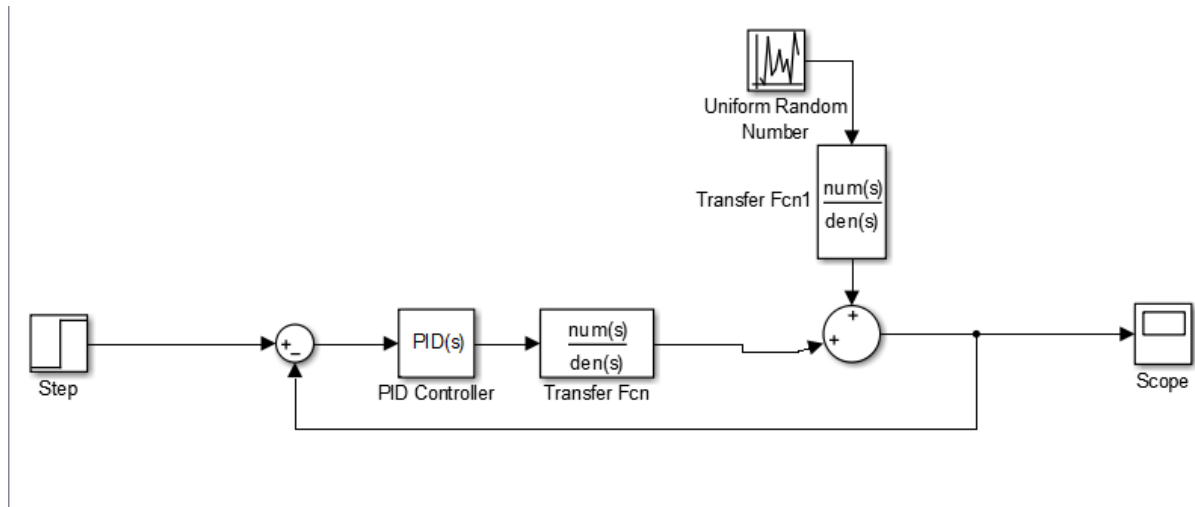 Uniform Random
Number
Transfer Fcn1
num(s)
den(s)
+
+
Step
+
−
PID(s)
PID Controller
num(s)
den(s)
Transfer Fcn
Scope